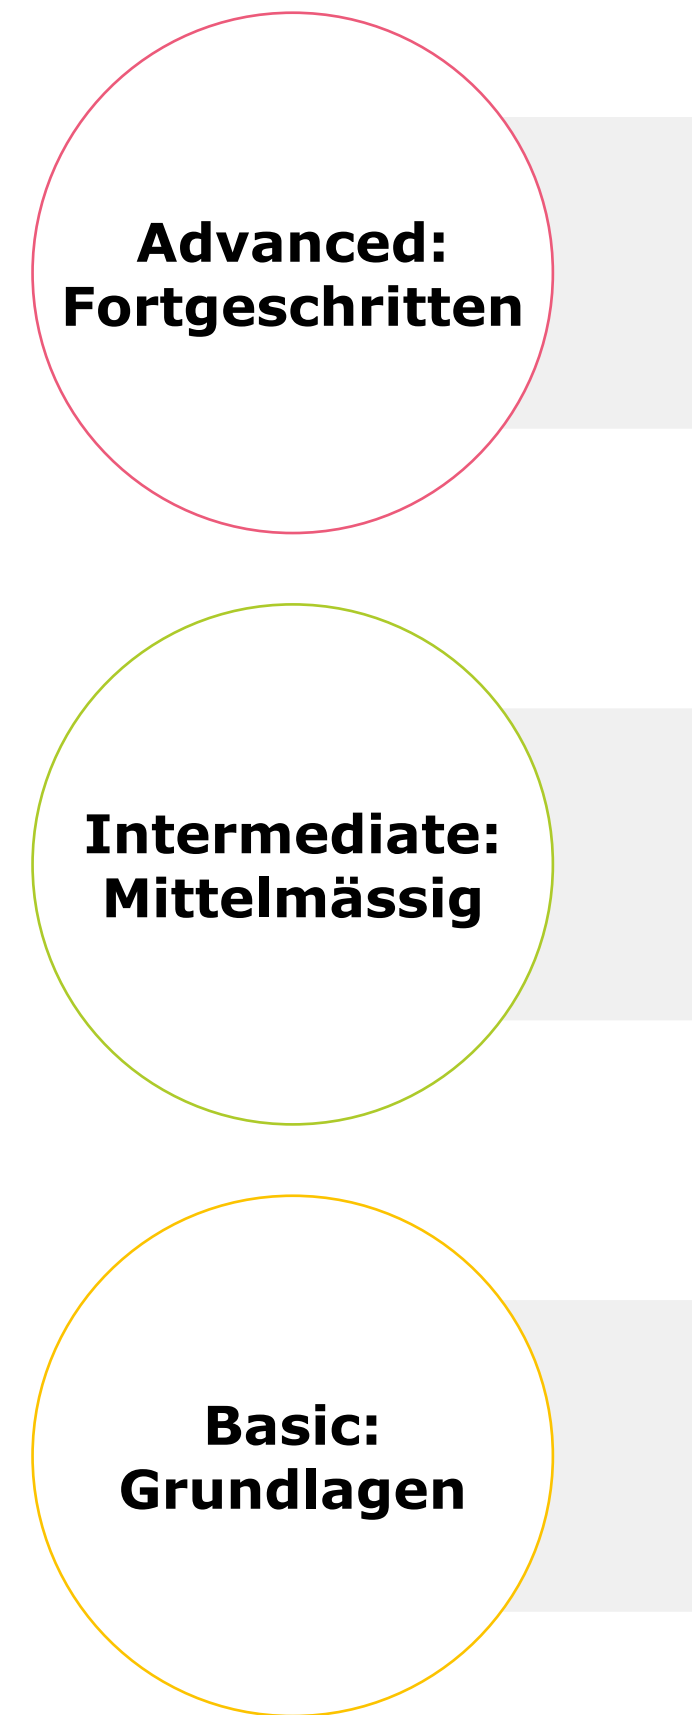 Advanced:
Fortgeschritten
Intermediate:
Mittelmässig
Basic:
Grundlagen